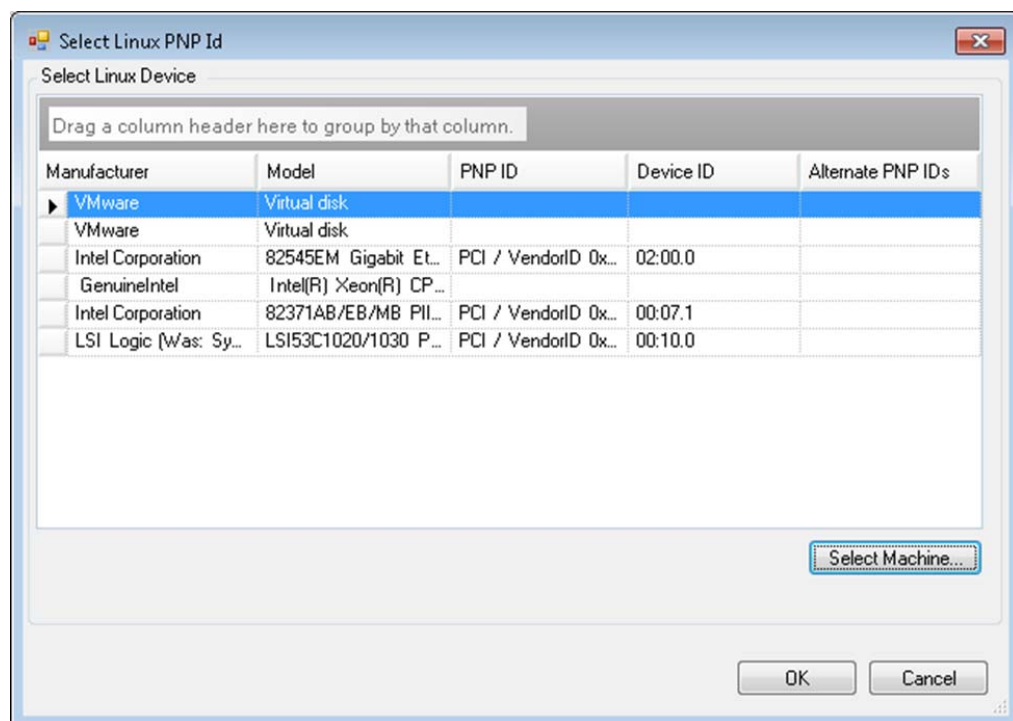 Select Linux PNP Id
Select Linux Device
Drag a column header here to group by that column.
Manufacturer Model PNP ID Device ID Alternate PNP IDs
VMware Virtual disk
VMware Virtual disk
Intel Corporation 82545EM Gigabit Et... PCI / VendorID 0x... 02:00.0
GenuineIntel Intel(R) Xeon(R) CP...
Intel Corporation 82371AB/EB/MB PII... PCI / VendorID 0x... 00:07.1
LSI Logic (Was: Sy... LSI53C1020/1030 P... PCI / VendorID 0x... 00:10.0
Select Machine...
OK Cancel